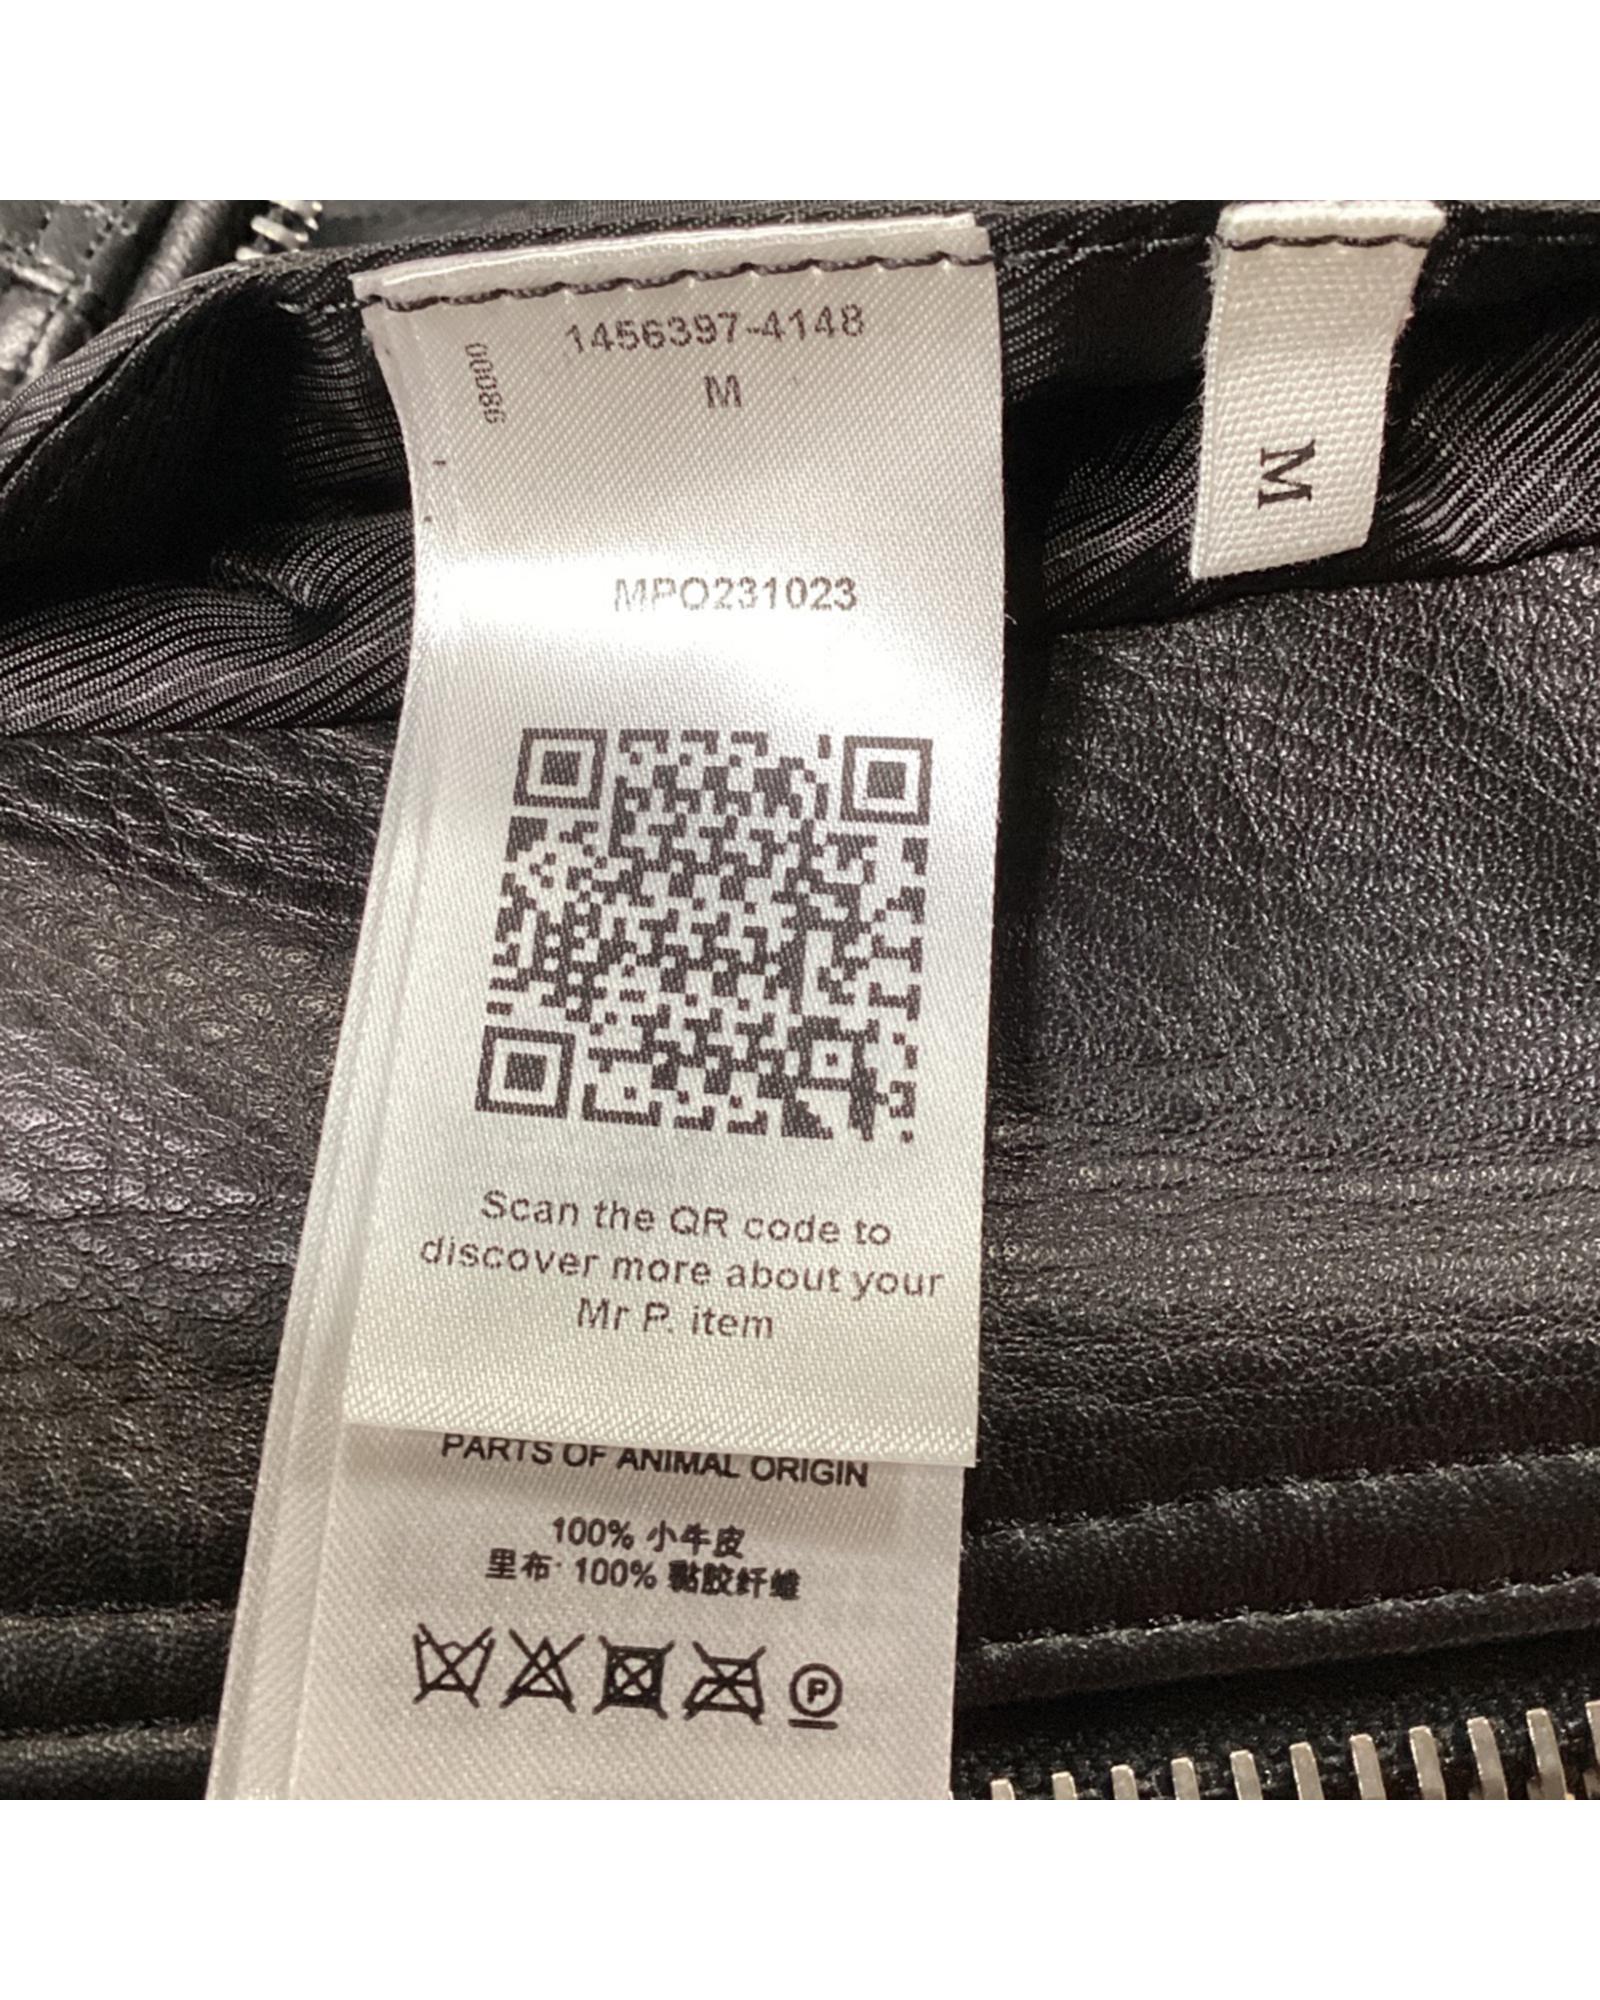 1456397-4148
00086
M
M
MPO231023
Scan the QR code to
discover more about your
Mr P. item
PARTS OF ANIMAL ORIGIN
100% 小牛皮
里布: 100% 黏胶纤维
P